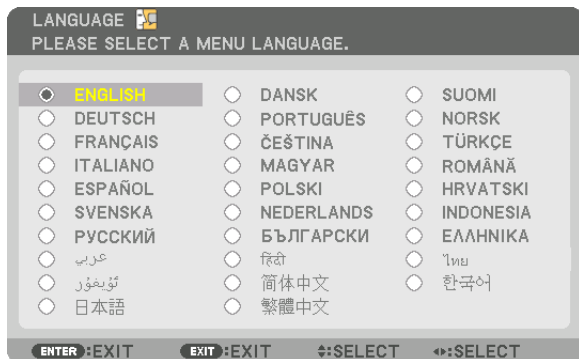 LANGUAGE
PLEASE SELECT A MENU LANGUAGE.
ENGLISH DANSK SUOMI
DEUTSCH PORTUGUÊS NORSK
FRANÇAIS ČEŠTINA TÜRKÇE
ITALIANO MAGYAR ROMÂNĂ
ESPAÑOL POLSKI HRVATSKI
SVENSKA NEDERLANDS INDONESIA
РУССКИЙ БЪЛГАРСКИ ΕΛΛΗΝΙΚΑ
عربي हिंदी ไทย
ئۇيغۇر 简体中文 한국어
日本語 繁體中文
ENTER:EXIT EXIT:EXIT :SELECT :SELECT